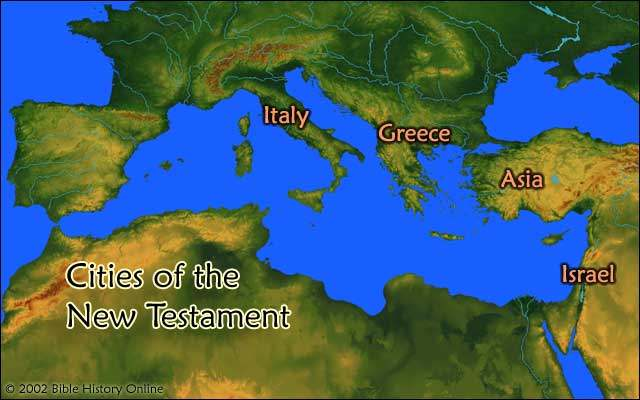 Italy
Greece
Asia
Israel
Cities of the
New Testament
© 2002 Bible History Online